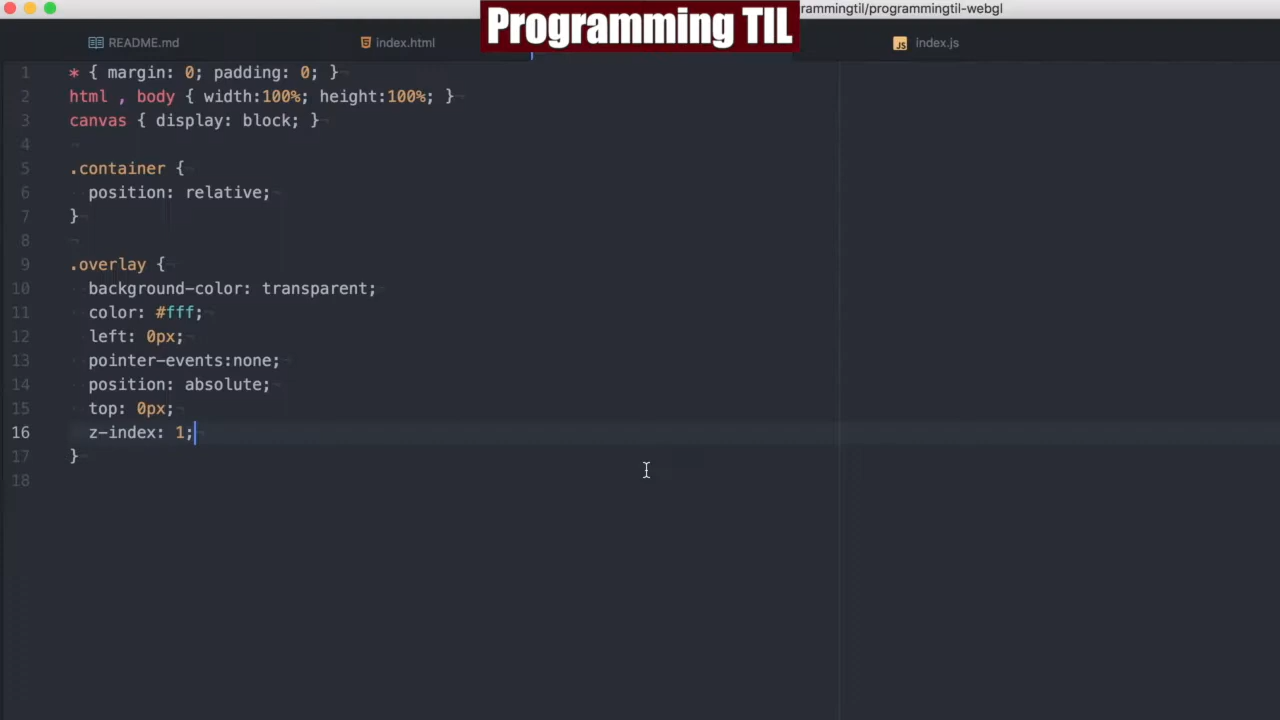 Programming TIL
rammingtil/programmingtil-webgl
README.md
index.html
index.js
1 * { margin: 0; padding: 0; }
2 html , body { width:100%; height:100%; }
3 canvas { display: block; }
4
5 .container {
6 position: relative;
7 }
8
9 .overlay {
10 background-color: transparent;
11 color: #fff;
12 left: 0px;
13 pointer-events:none;
14 position: absolute;
15 top: 0px;
16 z-index: 1;
17 }
18